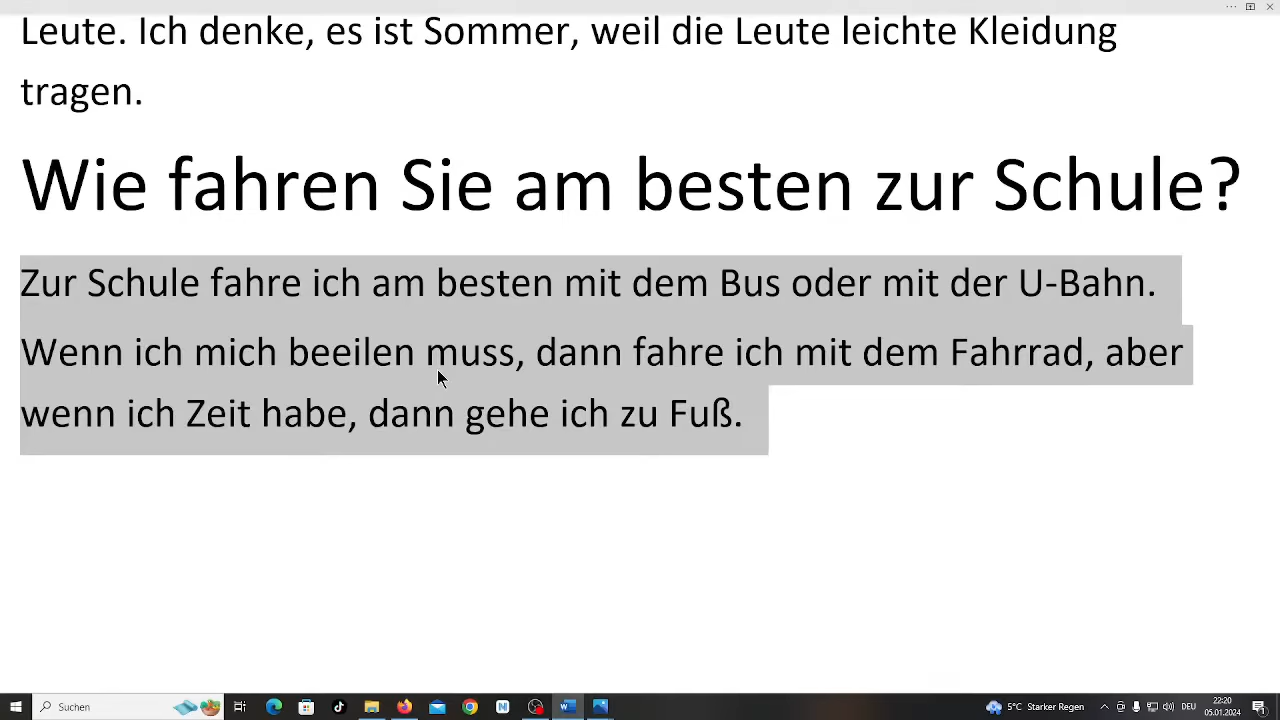 Leute. Ich denke, es ist Sommer, weil die Leute leichte Kleidung
tragen.
Wie fahren Sie am besten zur Schule?
Zur Schule fahre ich am besten mit dem Bus oder mit der U-Bahn.
Wenn ich mich beeilen muss, dann fahre ich mit dem Fahrrad, aber
wenn ich Zeit habe, dann gehe ich zu Fuß.
Suchen
5°C Starker Regen
DEU
22:20
05.01.2024